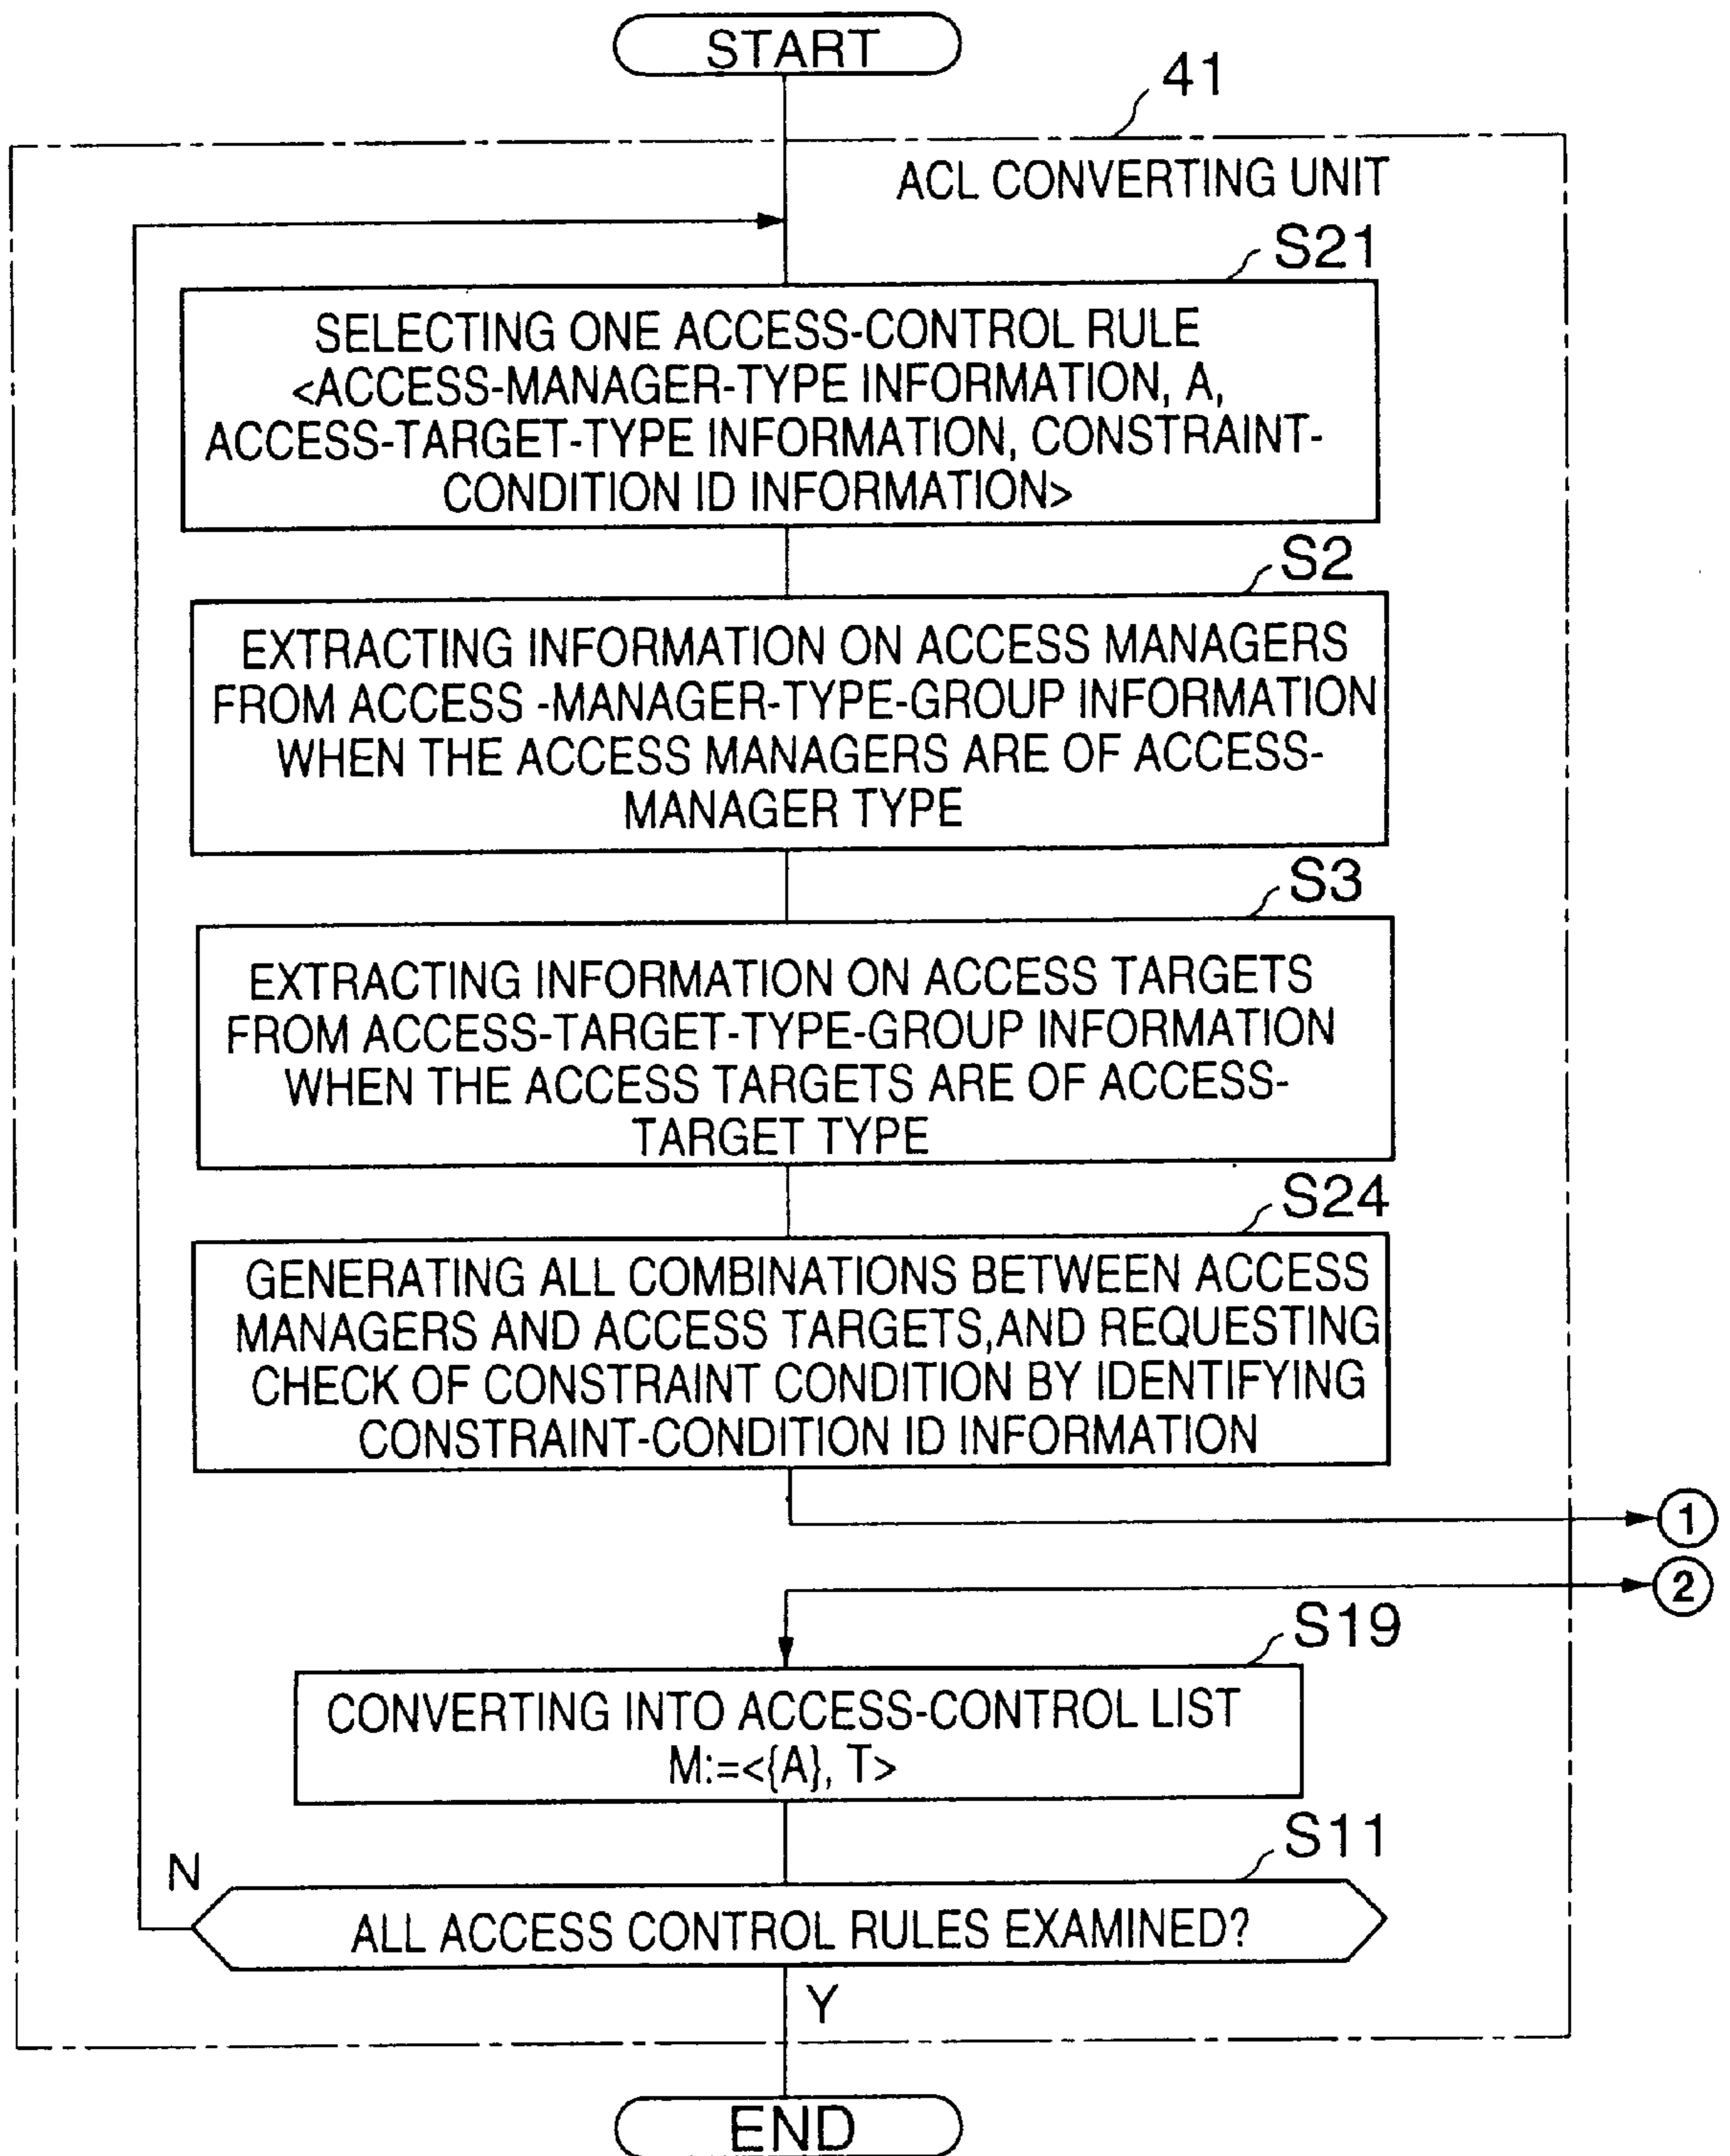 START
41
ACL CONVERTING UNIT
S21
SELECTING ONE ACCESS-CONTROL RULE
<ACCESS-MANAGER-TYPE INFORMATION, A,
ACCESS-TARGET-TYPE INFORMATION, CONSTRAINT-
CONDITION ID INFORMATION>
S2
EXTRACTING INFORMATION ON ACCESS MANAGERS
FROM ACCESS -MANAGER-TYPE-GROUP INFORMATION
WHEN THE ACCESS MANAGERS ARE OF ACCESS-
MANAGER TYPE
S3
EXTRACTING INFORMATION ON ACCESS TARGETS
FROM ACCESS-TARGET-TYPE-GROUP INFORMATION
WHEN THE ACCESS TARGETS ARE OF ACCESS-
TARGET TYPE
S24
GENERATING ALL COMBINATIONS BETWEEN ACCESS
MANAGERS AND ACCESS TARGETS,AND REQUESTING
CHECK OF CONSTRAINT CONDITION BY IDENTIFYING
CONSTRAINT-CONDITION ID INFORMATION
1
2
S19
CONVERTING INTO ACCESS-CONTROL LIST
M:=<{A}, T>
S11
N
ALL ACCESS CONTROL RULES EXAMINED?
Y
END